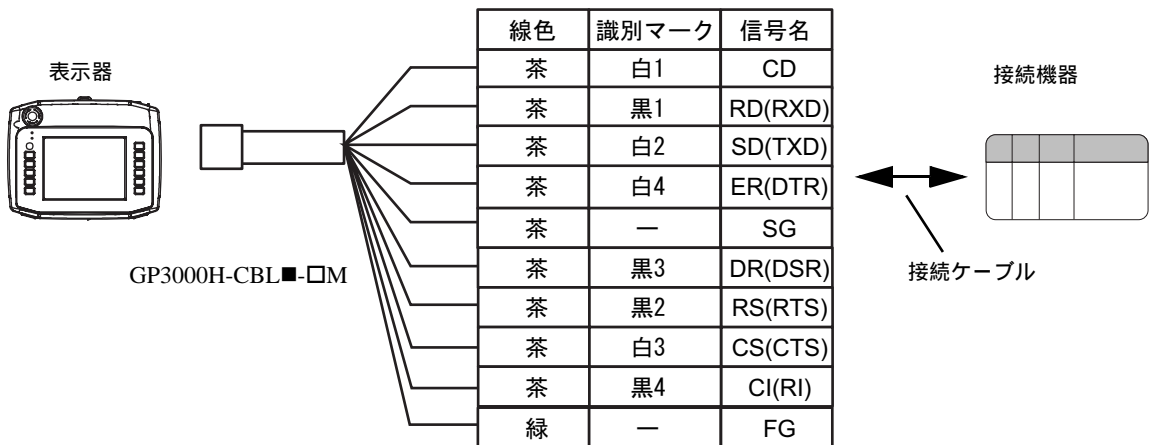 線色 識別マーク 信号名
茶 白1 CD
茶 黒1 RD(RXD)
茶 白2 SD(TXD)
茶 白4 ER(DTR)
茶 — SG
茶 黒3 DR(DSR)
茶 黒2 RS(RTS)
茶 白3 CS(CTS)
茶 黒4 CI(RI)
緑 — FG
表示器
GP3000H-CBL■-□M
接続機器
接続ケーブル